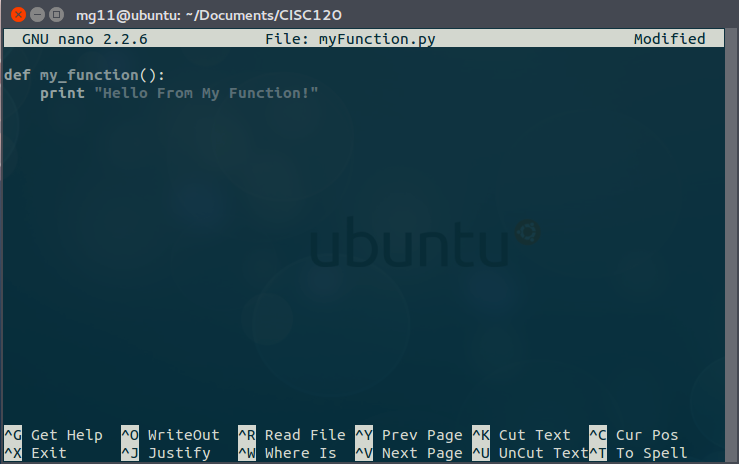 mg11@ubuntu: ~/Documents/CISC120
GNU nano 2.2.6 File: myFunction.py Modified
def my_function():
    print "Hello From My Function!"
ubuntu
^G Get Help ^O WriteOut ^R Read File ^Y Prev Page ^K Cut Text ^C Cur Pos
^X Exit ^J Justify ^W Where Is ^V Next Page ^U UnCut Text ^T To Spell